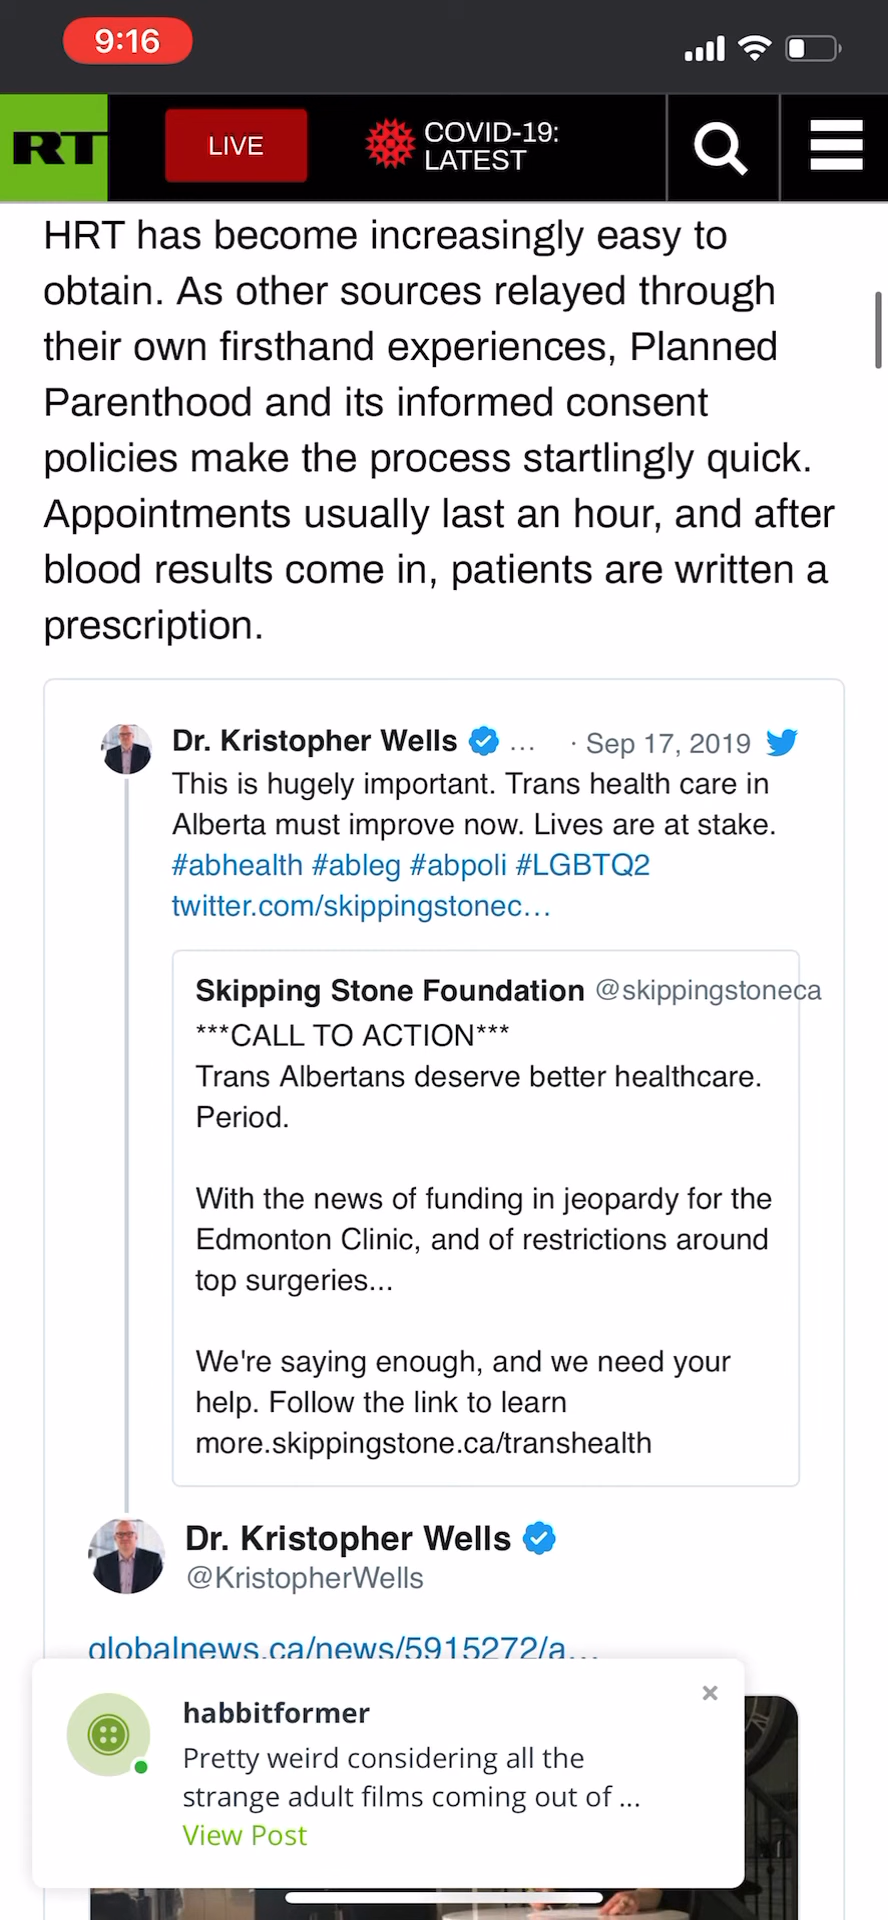 9:16
RT
LIVE
COVID-19:
LATEST
HRT has become increasingly easy to
obtain. As other sources relayed through
their own firsthand experiences, Planned
Parenthood and its informed consent
policies make the process startlingly quick.
Appointments usually last an hour, and after
blood results come in, patients are written a
prescription.
Dr. Kristopher Wells ... · Sep 17, 2019
This is hugely important. Trans health care in
Alberta must improve now. Lives are at stake.
#abhealth #ableg #abpoli #LGBTQ2
twitter.com/skippingstonec…
Skipping Stone Foundation @skippingstoneca
***CALL TO ACTION***
Trans Albertans deserve better healthcare.
Period.
With the news of funding in jeopardy for the
Edmonton Clinic, and of restrictions around
top surgeries...
We're saying enough, and we need your
help. Follow the link to learn
more.skippingstone.ca/transhealth
Dr. Kristopher Wells
@KristopherWells
globalnews.ca/news/5915272/a…
habbitformer
Pretty weird considering all the
strange adult films coming out of ...
View Post